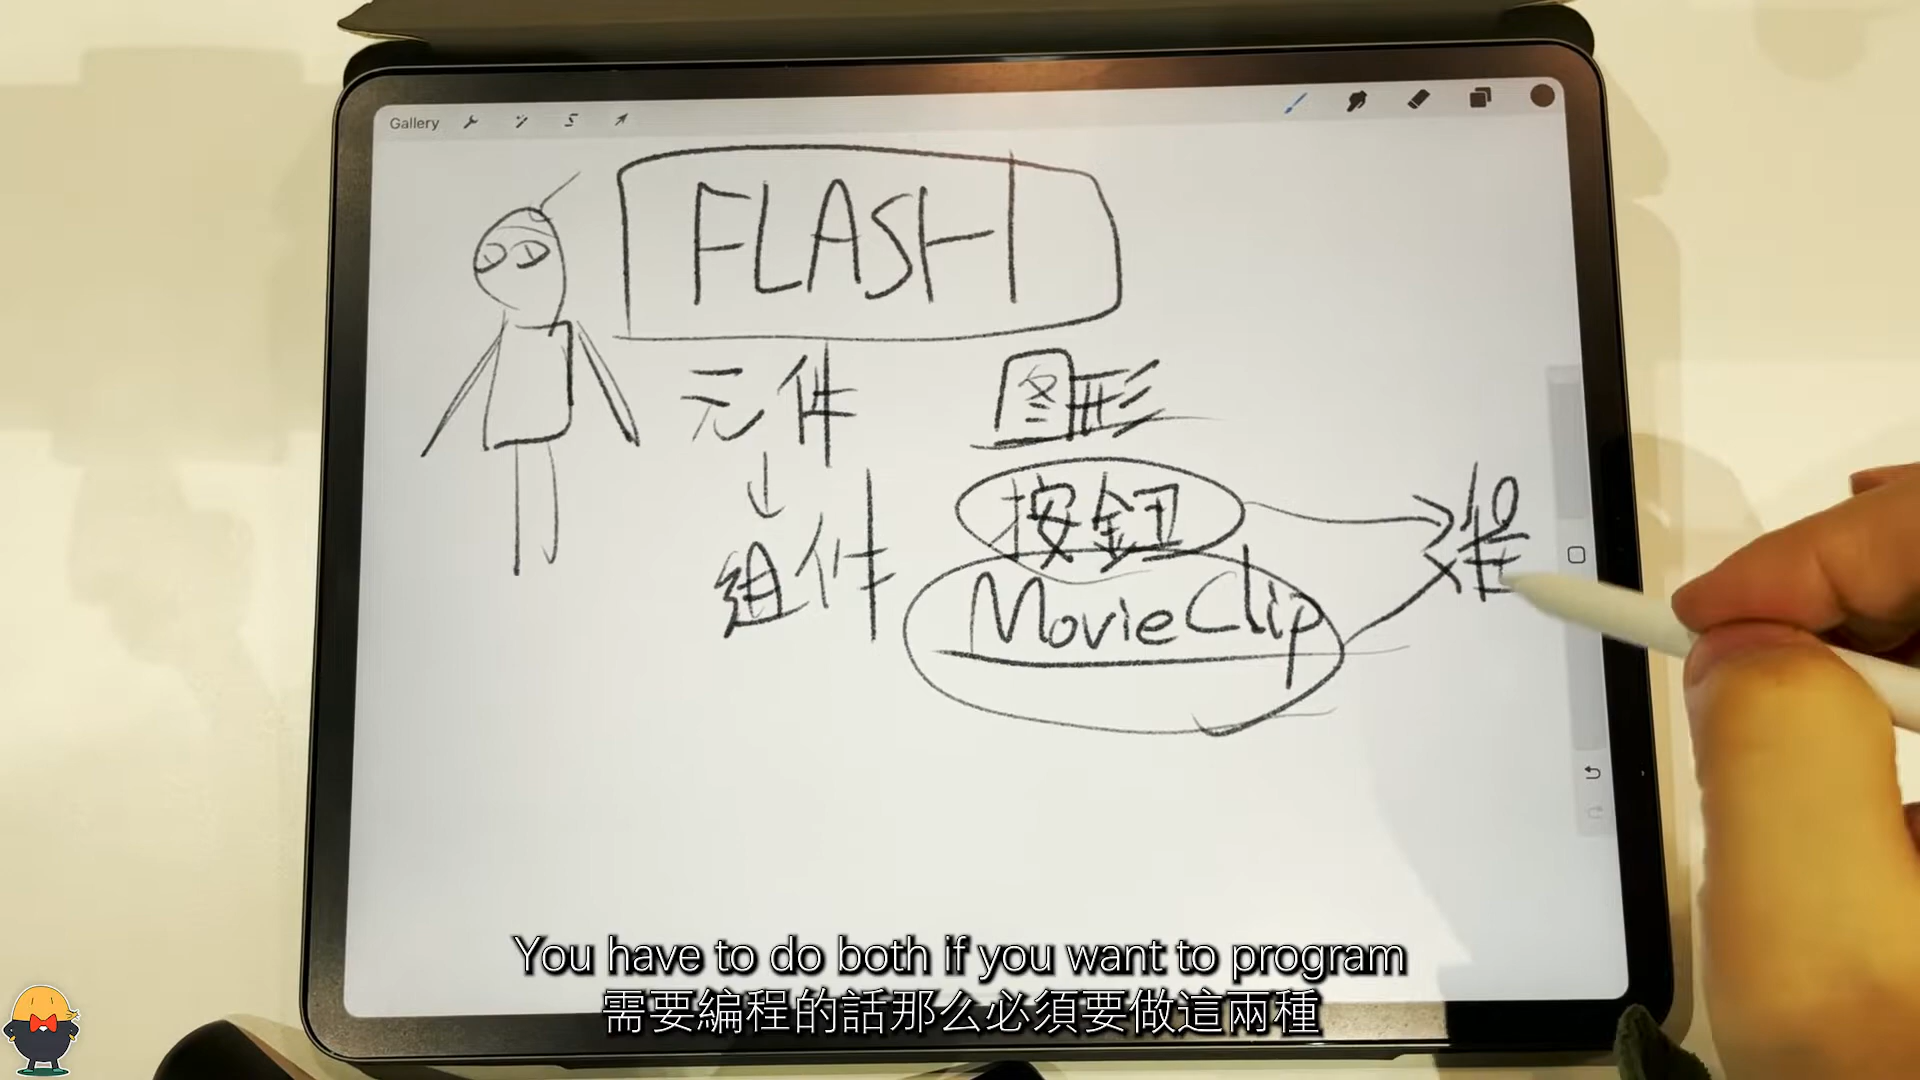 Gallery
FLASH
元件
图形
按鈕
組件
MovieClip
You have to do both if you want to program
需要編程的話那么必須要做這兩種